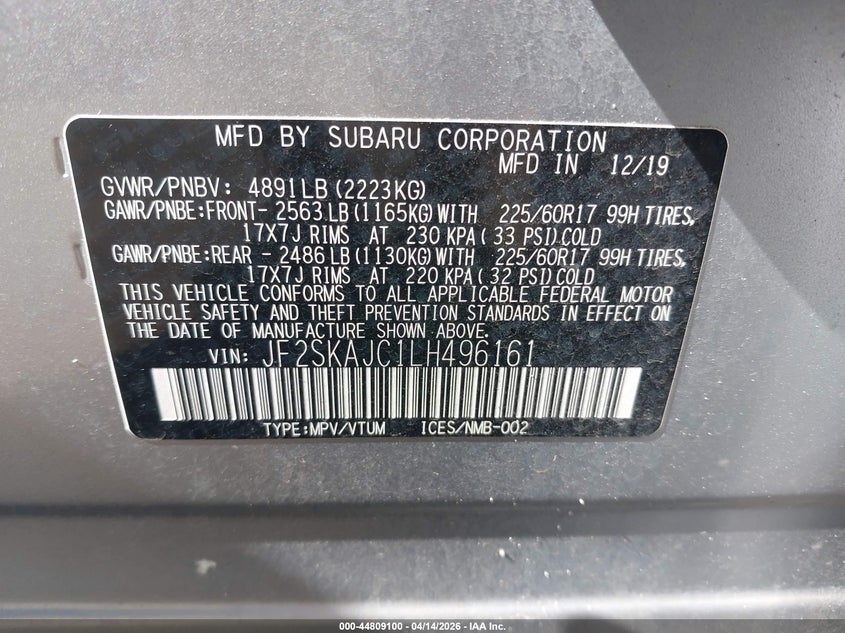 MFD BY SUBARU CORPORATION
MFD IN 12/19
GVWR/PNBV: 4891LB(2223KG)
GAWR/PNBE:FRONT- 2563LB(1165KG)WITH 225/60R17 99H TIRES,
17X7J RIMS AT 230 KPA( 33 PSI)COLD
GAWR/PNBE:REAR - 2486LB(1130KG)WITH 225/60R17 99H TIRES,
17X7J RIMS AT 220 KPA( 32 PSI)COLD
THIS VEHICLE CONFORMS TO ALL APPLICABLE FEDERAL MOTOR
VEHICLE SAFETY AND THEFT PREVENTION STANDARDS IN EFFECT ON
THE DATE OF MANUFACTURE SHOWN ABOVE.
VIN: JF2SKAJC1LH496161
TYPE:MPV/VTUM ICES/NMB-002
000-44809100 - 04/14/2026 - IAA Inc.